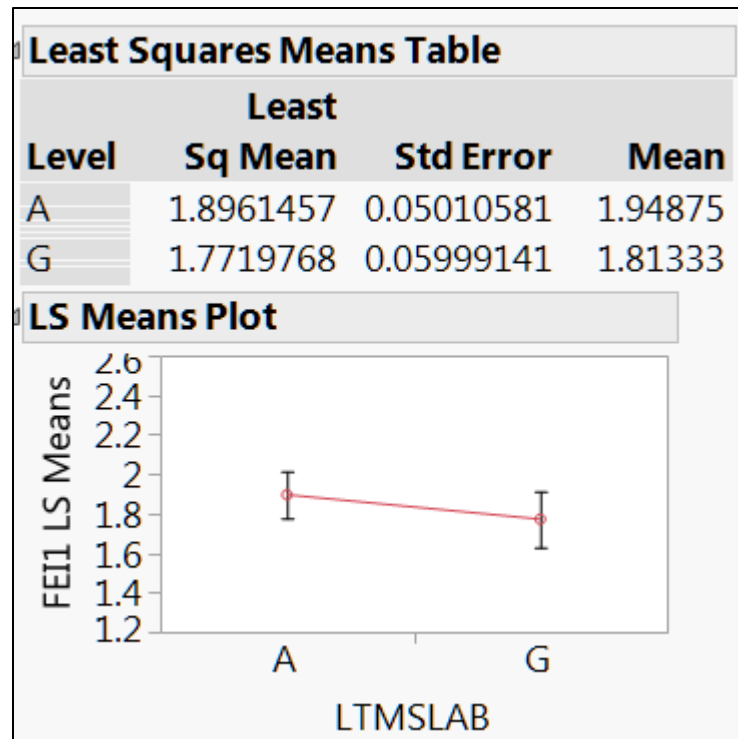 Least Squares Means Table
Least
Level Sq Mean Std Error Mean
A 1.8961457 0.05010581 1.94875
G 1.7719768 0.05999141 1.81333
LS Means Plot
FEI1 LS Means
2.6
2.4
2.2
2
1.8
1.6
1.4
1.2
A G
LTMSLAB